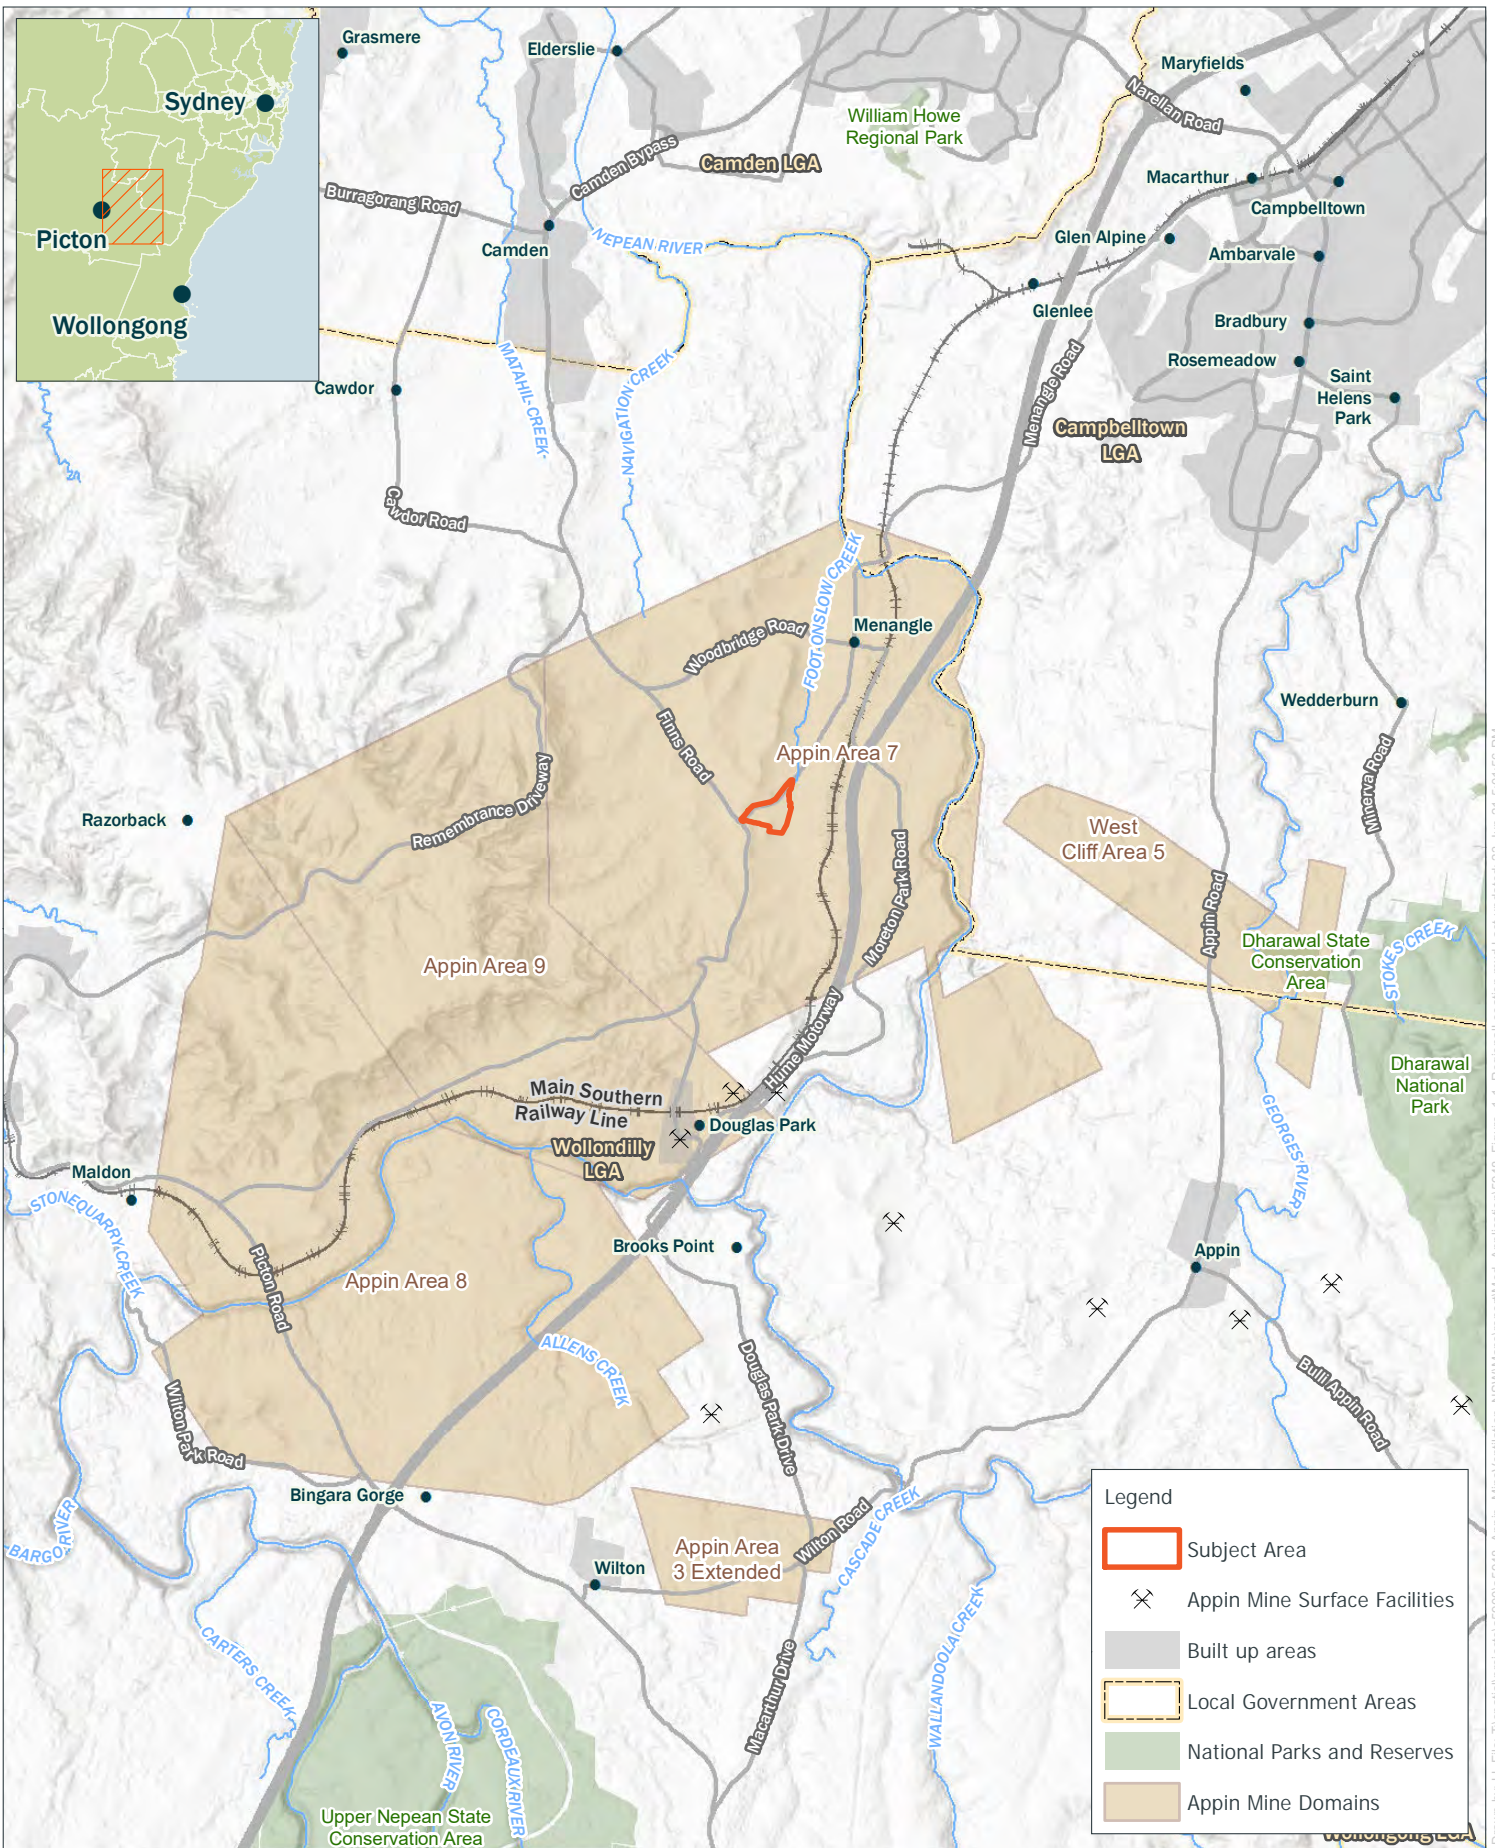 Grasmere
Elderslie
Maryfields
Sydney
Narellan Road
William Howe
Regional Park
Camden Bypass
Camden LGA
Macarthur
Burragorang Road
Campbelltown
Picton
Camden
NEPEAN RIVER
Glen Alpine
Ambarvale
Glenlee
Wollongong
Bradbury
MATAHIL CREEK
NAVIGATION CREEK
Menangle Road
Rosemeadow
Saint
Helens
Park
Cawdor
Campbelltown
LGA
Cawdor Road
FOOT ONSLOW CREEK
Menangle
Woodbridge Road
Wedderburn
Finns Road
Appin Area 7
Minerva Road
Remembrance Driveway
Razorback
West
Cliff Area 5
Moreton Park Road
Appin Road
Dharawal State
Conservation
Area
STOKES CREEK
Appin Area 9
Hume Motorway
Dharawal
National
Park
Main Southern
Railway Line
GEORGES RIVER
Douglas Park
Wollondilly
LGA
Maldon
STONEQUARRY CREEK
Brooks Point
Appin
Picton Road
Appin Area 8
ALLENS CREEK
Douglas Park Drive
Bulli Appin Road
Wilton Park Road
Bingara Gorge
BARGO RIVER
Wilton Road
CASCADE CREEK
Appin Area
3 Extended
Wilton
WALLANDOOLA CREEK
CARTERS CREEK
Macarthur Drive
AVON RIVER
CORDEAUX RIVER
Upper Nepean State
Conservation Area
Legend
Subject Area
Appin Mine Surface Facilities
Built up areas
Local Government Areas
National Parks and Reserves
Appin Mine Domains
Wollongong LGA